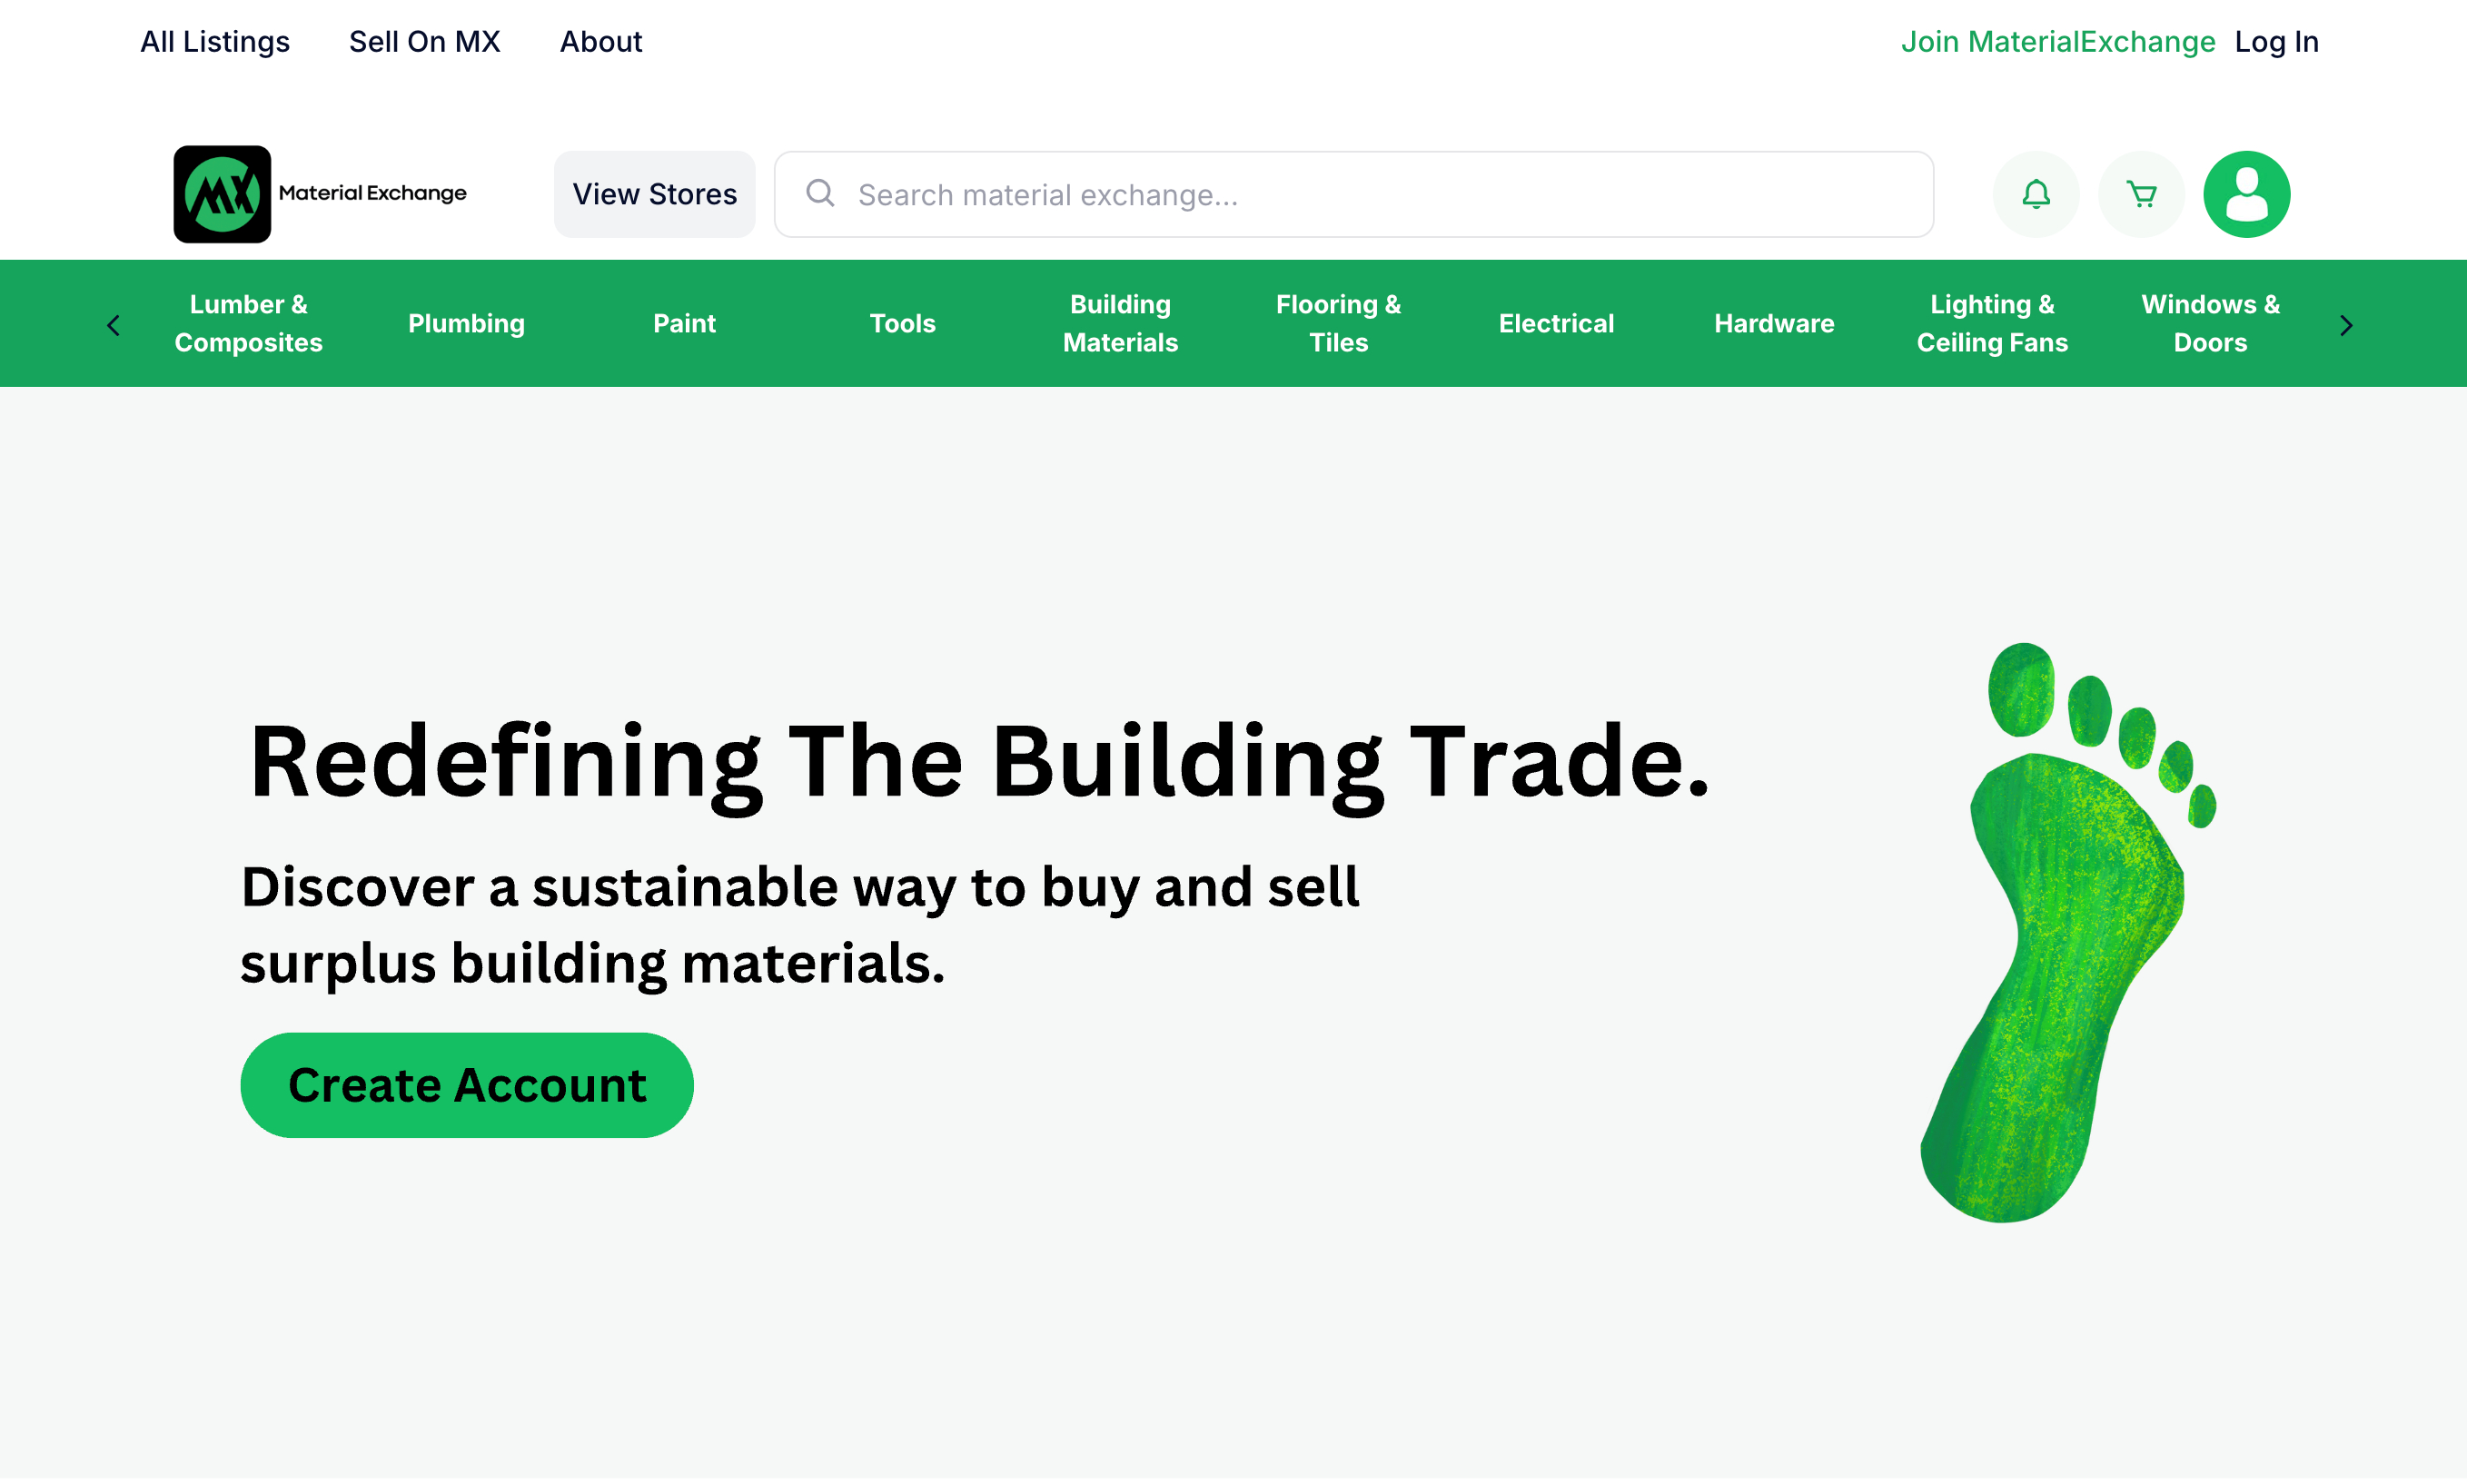 All Listings Sell On MX About Join MaterialExchange Log In
MX Material Exchange View Stores Search material exchange...
Lumber & Composites
Plumbing
Paint
Tools
Building Materials
Flooring & Tiles
Electrical
Hardware
Lighting & Ceiling Fans
Windows & Doors
Redefining The Building Trade.
Discover a sustainable way to buy and sell
surplus building materials.
Create Account